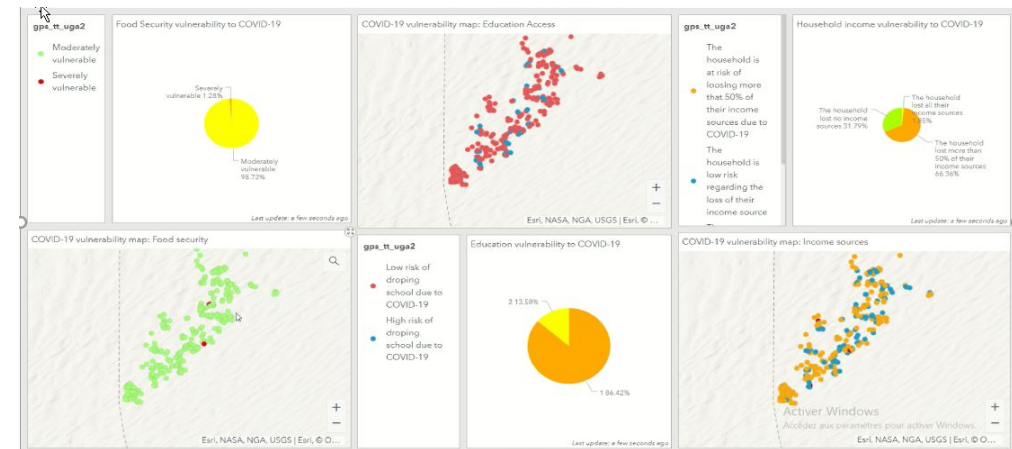 gps_tt_uga2
Moderately
vulnerable
Severely
vulnerable
Food Security vulnerability to COVID-19
Severely
vulnerable 1.28%
Moderately
vulnerable
98.72%
Last update: a few seconds ago
COVID-19 vulnerability map: Education Access
+
−
Esri, NASA, NGA, USGS | Esri, © ...
gps_tt_uga2
The
household is
at risk of
loosing more
that 50% of
their income
sources due to
COVID-19
The
household is
low risk
regarding the
loss of their
income source
Household income vulnerability to COVID-19
The household
lost all their
income sources
The household
lost no income
sources 31.79%
The household
lost more than
50% of their
income sources
66.36%
Last update: a few seconds ago
COVID-19 vulnerability map: Food security
+
−
Esri, NASA, NGA, USGS | Esri, © O...
gps_tt_uga2
Low risk of
droping
school due to
COVID-19
High risk of
droping
school due to
COVID-19
Education vulnerability to COVID-19
2 13.58%
1 86.42%
Last update: a few seconds ago
COVID-19 vulnerability map: Income sources
Activer Windows
Accédez aux paramètres pour activer Windows.
+
−
Esri, NASA, NGA, USGS | Esri, © O...